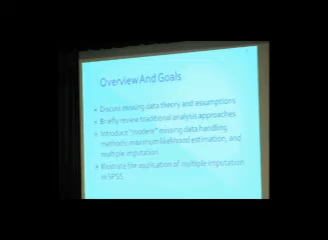 Overview And Goals
Discuss missing data theory and assumptions
Briefly review traditional analysis approaches
Introduce "modern" missing data handling
methods: maximum likelihood estimation, and
multiple imputation
Illustrate the application of multiple imputation
in SPSS